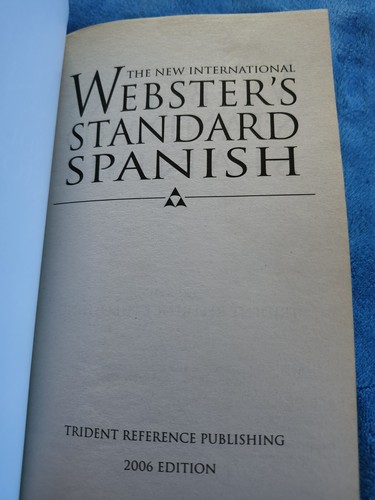 THE NEW INTERNATIONAL
WEBSTER'S
STANDARD
SPANISH
TRIDENT REFERENCE PUBLISHING
2006 EDITION